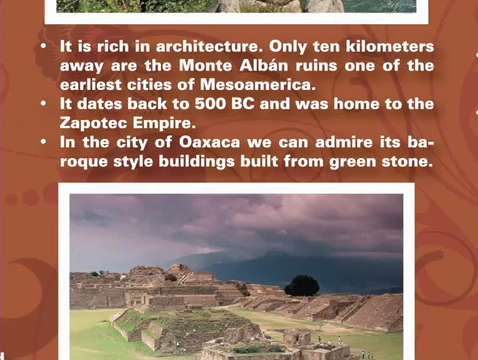 • It is rich in architecture. Only ten kilometers
away are the Monte Albán ruins one of the
earliest cities of Mesoamerica.
• It dates back to 500 BC and was home to the
Zapotec Empire.
• In the city of Oaxaca we can admire its ba-
roque style buildings built from green stone.